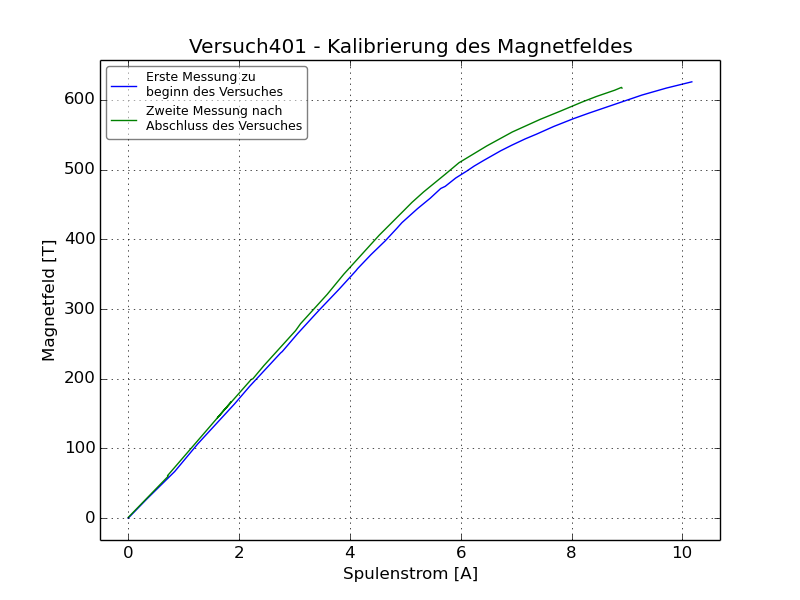 Versuch401 - Kalibrierung des Magnetfeldes
Erste Messung zu
beginn des Versuches
Zweite Messung nach
Abschluss des Versuches
Magnetfeld [T]
600
500
400
300
200
100
0
0 2 4 6 8 10
Spulenstrom [A]